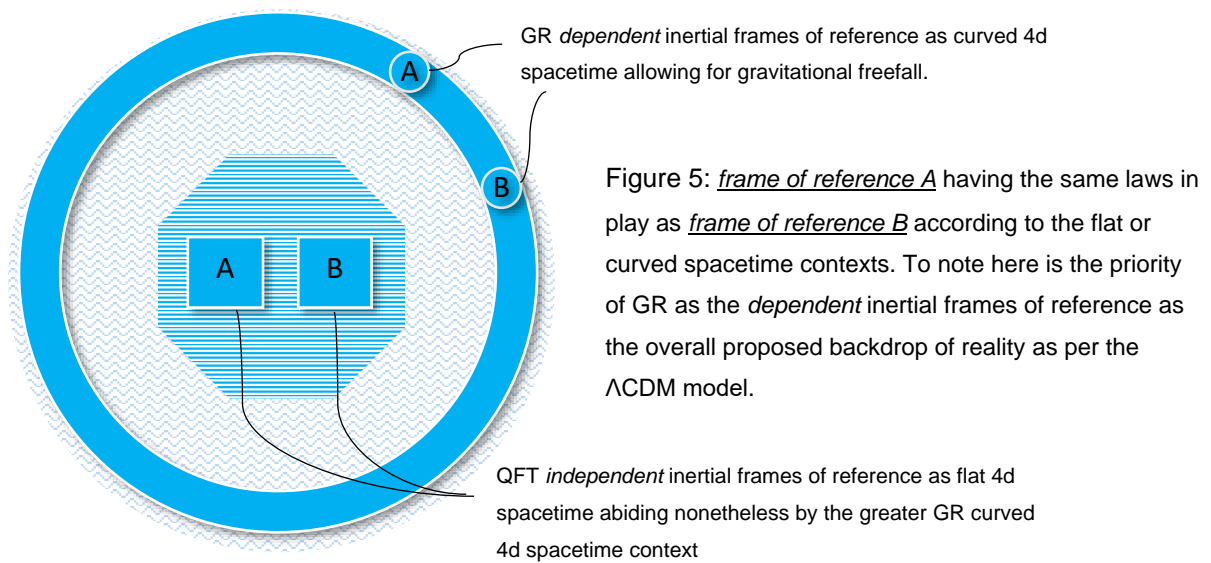 GR dependent inertial frames of reference as curved 4d
spacetime allowing for gravitational freefall.
A
B
Figure 5: frame of reference A having the same laws in
play as frame of reference B according to the flat or
curved spacetime contexts. To note here is the priority
of GR as the dependent inertial frames of reference as
the overall proposed backdrop of reality as per the
ΛCDM model.
A
B
QFT independent inertial frames of reference as flat 4d
spacetime abiding nonetheless by the greater GR curved
4d spacetime context